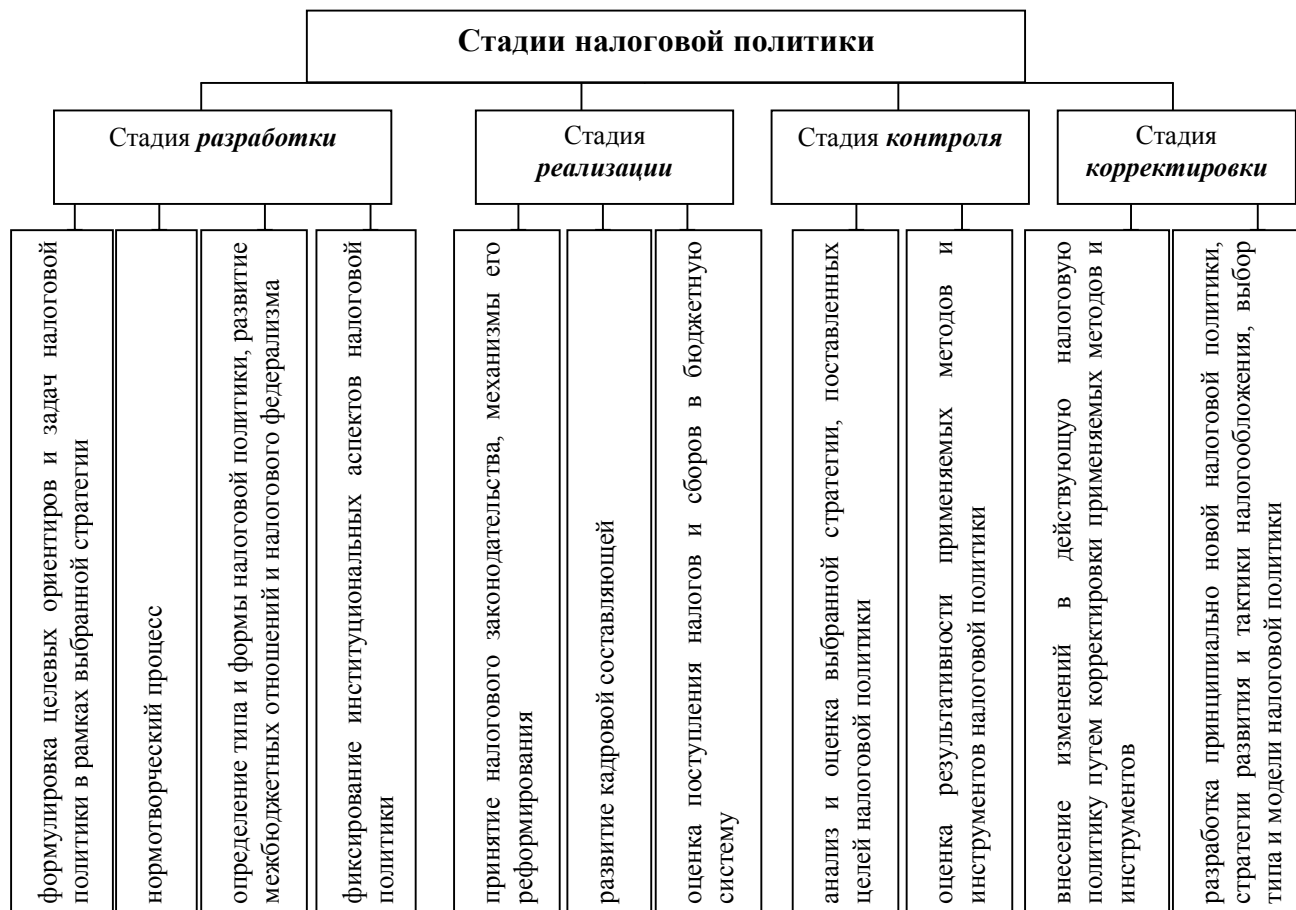 Стадии налоговой политики
Стадия разработки
Стадия
реализации
Стадия контроля
Стадия
корректировки
формулировка целевых ориентиров и задач налоговой
политики в рамках выбранной стратегии
нормотворческий процесс
определение типа и формы налоговой политики, развитие
межбюджетных отношений и налогового федерализма
фиксирование институциональных аспектов налоговой
политики
принятие налогового законодательства, механизмы его
реформирования
развитие кадровой составляющей
оценка поступления налогов и сборов в бюджетную
систему
анализ и оценка выбранной стратегии, поставленных
целей налоговой политики
оценка результативности применяемых методов и
инструментов налоговой политики
внесение изменений в действующую налоговую
политику путем корректировки применяемых методов и
инструментов
разработка принципиально новой налоговой политики,
стратегии развития и тактики налогообложения, выбор
типа и модели налоговой политики